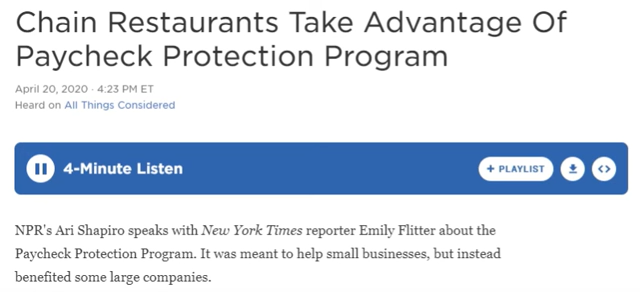 Chain Restaurants Take Advantage Of
Paycheck Protection Program
April 20, 2020 · 4:23 PM ET
Heard on All Things Considered
4-Minute Listen
+ PLAYLIST
<>
NPR's Ari Shapiro speaks with New York Times reporter Emily Flitter about the
Paycheck Protection Program. It was meant to help small businesses, but instead
benefited some large companies.